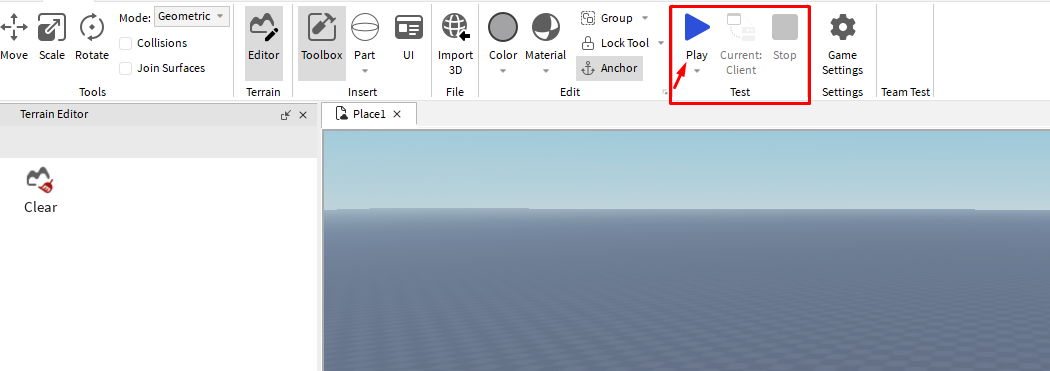 Mode: Geometric
Collisions
Join Surfaces
Move Scale Rotate
Tools
Editor
Terrain
Toolbox Part UI
Insert
Import
3D
File
Color Material
Group
Lock Tool
Anchor
Edit
Play Current:
Client Stop
Test
Game
Settings
Settings
Team Test
Terrain Editor
Place1
Clear